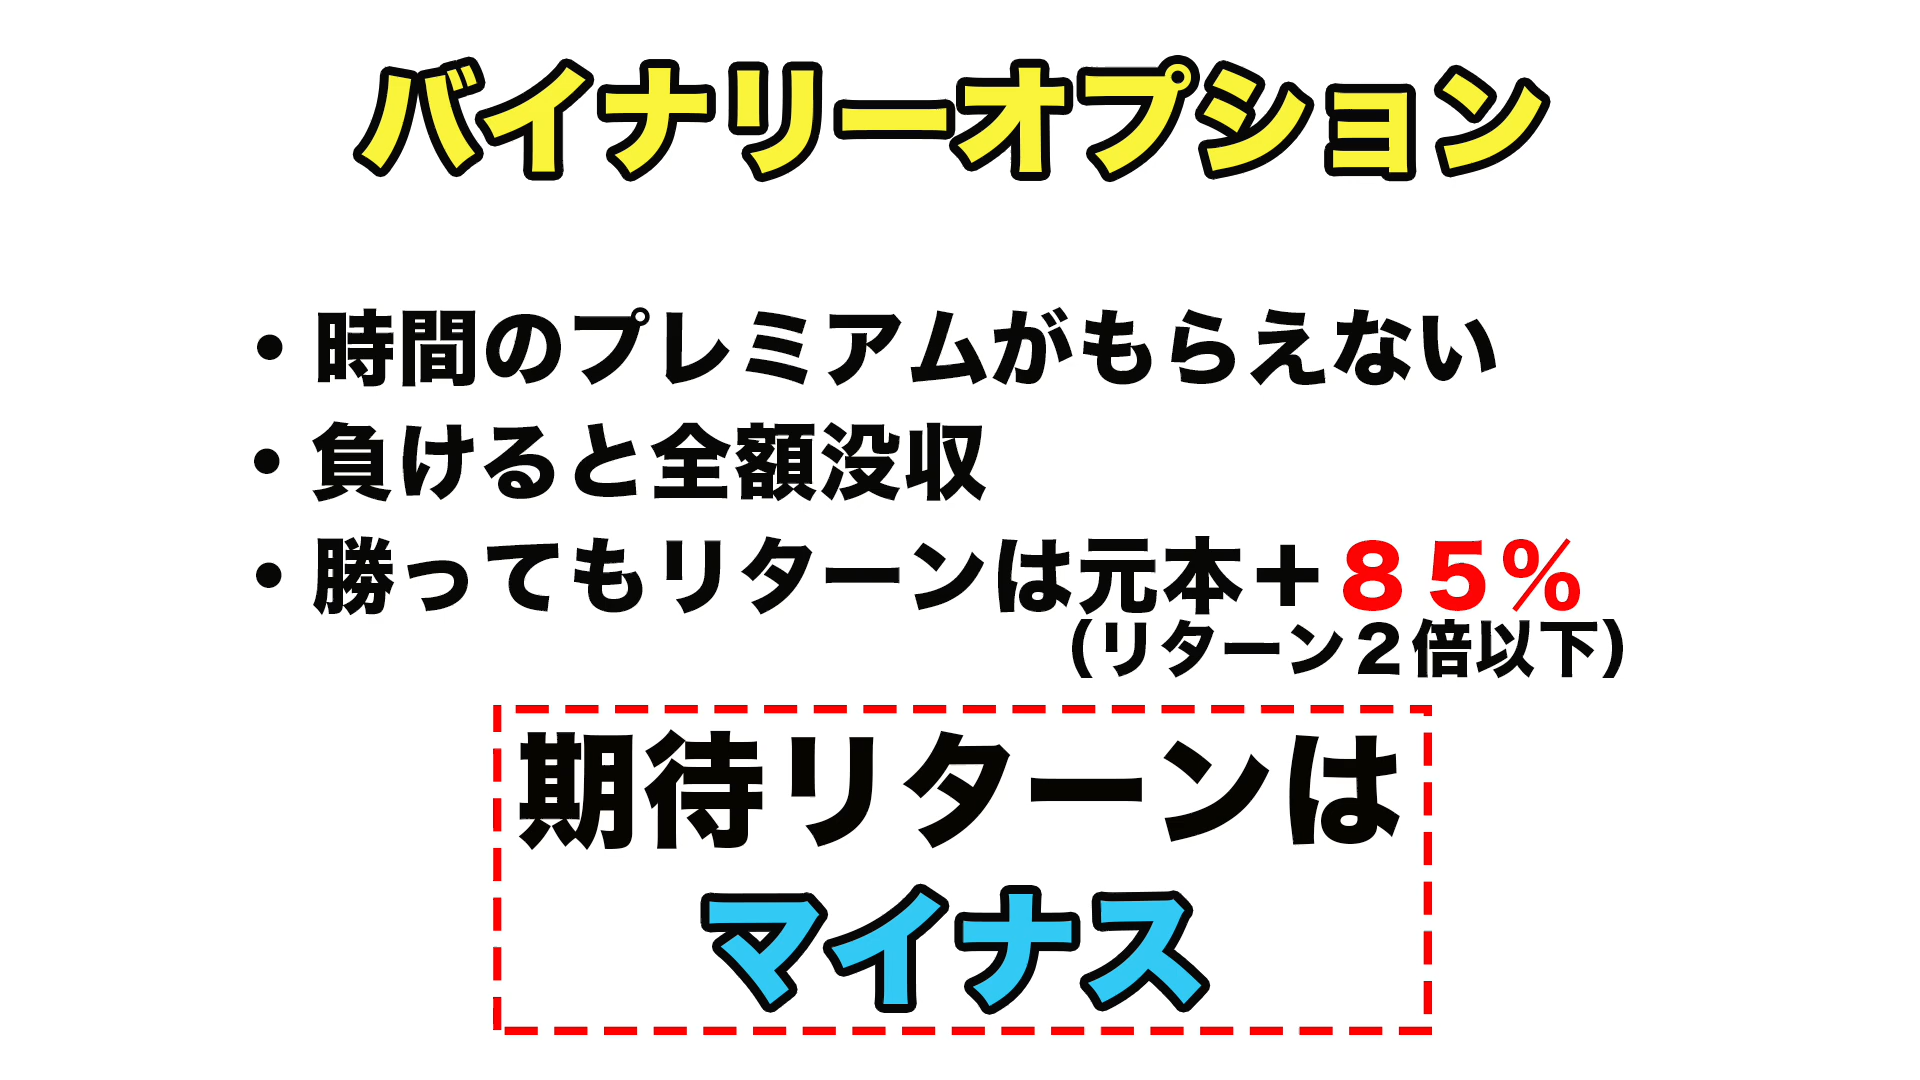 バイナリーオプション
・時間のプレミアムがもらえない
・負けると全額没収
・勝ってもリターンは元本＋８５％
(リターン２倍以下)
期待リターンは
マイナス